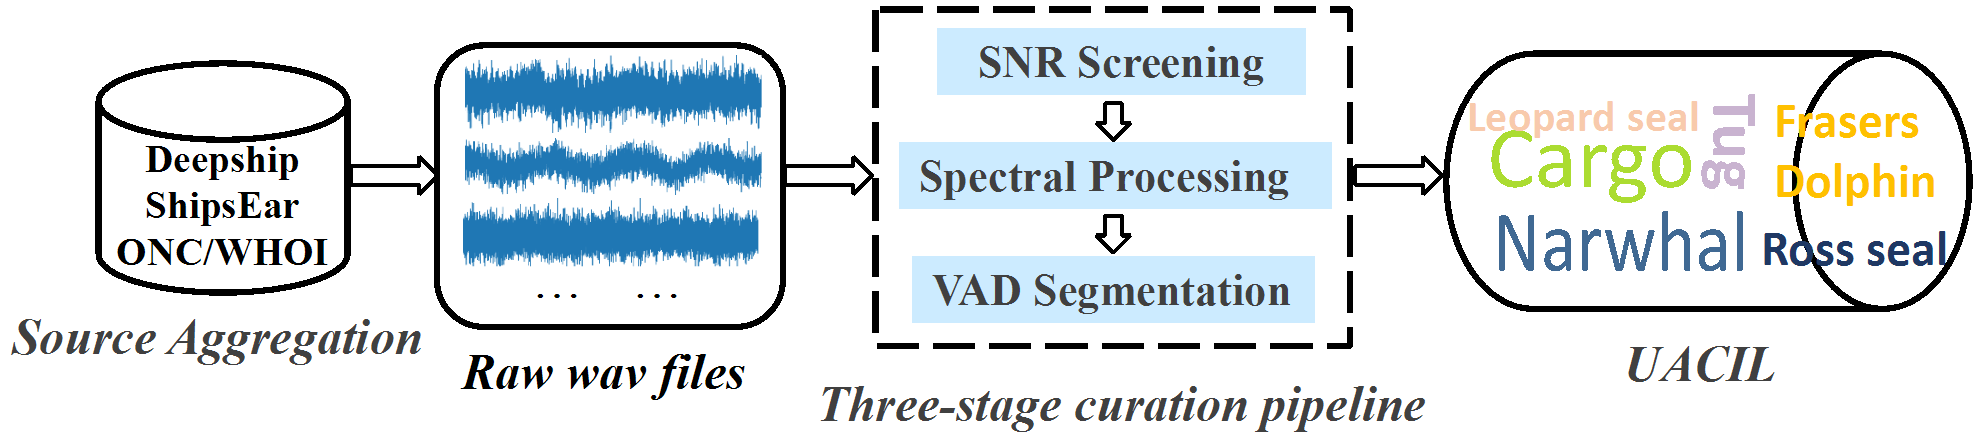 Deepship
ShipsEar
ONC/WHOI
Source Aggregation
... ...
Raw wav files
SNR Screening
Spectral Processing
VAD Segmentation
Three-stage curation pipeline
Leopard seal
Cargo
Tug
Frasers
Dolphin
Narwhal
Ross seal
UACIL